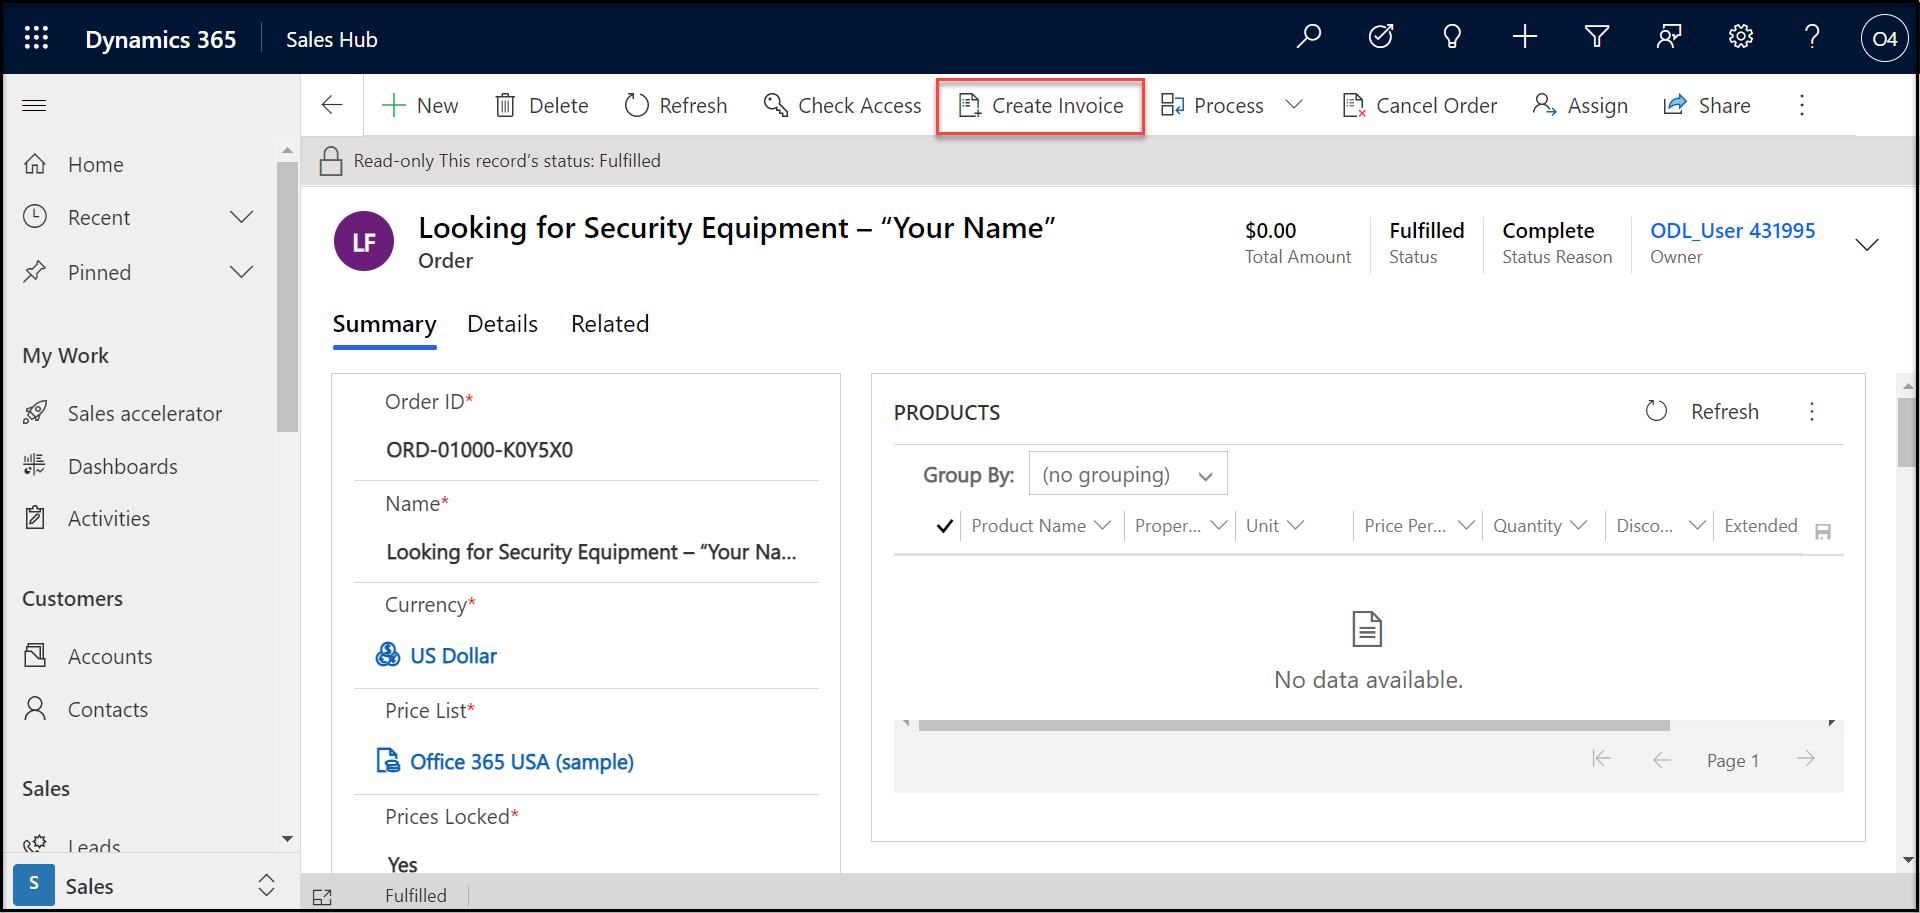 Dynamics 365 Sales Hub O4
New Delete Refresh Check Access Create Invoice Process Cancel Order Assign Share
Read-only This record’s status: Fulfilled
Home
Recent
Pinned
My Work
Sales accelerator
Dashboards
Activities
Customers
Accounts
Contacts
Sales
Leads
S Sales
LF
Looking for Security Equipment – “Your Name”
Order
$0.00
Total Amount
Fulfilled
Status
Complete
Status Reason
ODL_User 431995
Owner
Summary Details Related
Order ID*
ORD-01000-K0Y5X0
Name*
Looking for Security Equipment – “Your Na...
Currency*
US Dollar
Price List*
Office 365 USA (sample)
Prices Locked*
Yes
PRODUCTS Refresh
Group By: (no grouping)
Product Name Proper... Unit Price Per... Quantity Disco... Extended
No data available.
Page 1
Fulfilled